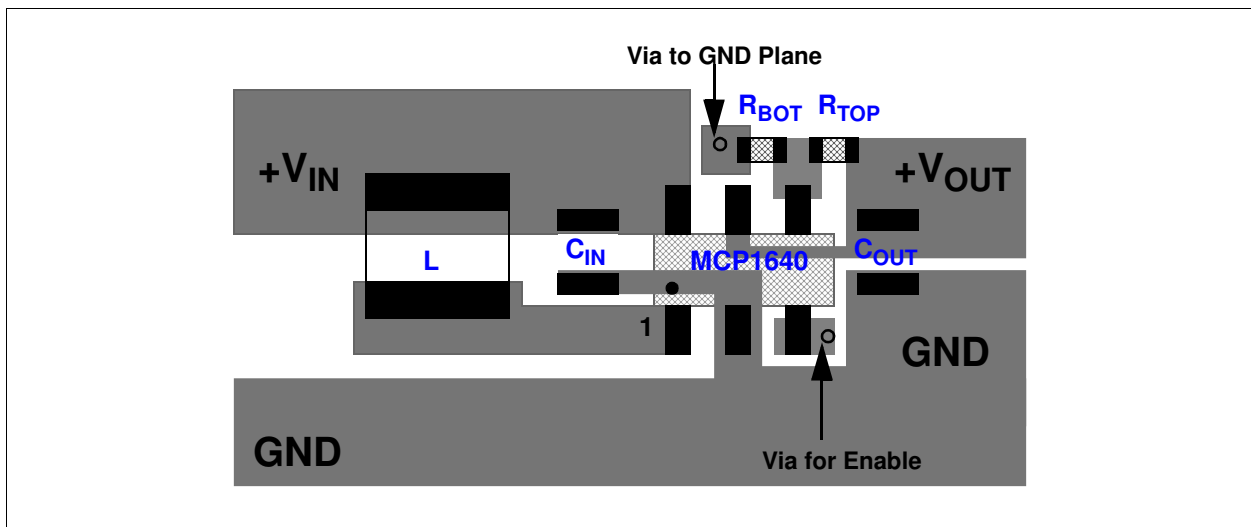 Via to GND Plane
RBOT RTOP
+VIN
+VOUT
L
CIN
MCP1640
COUT
1
GND
GND
Via for Enable